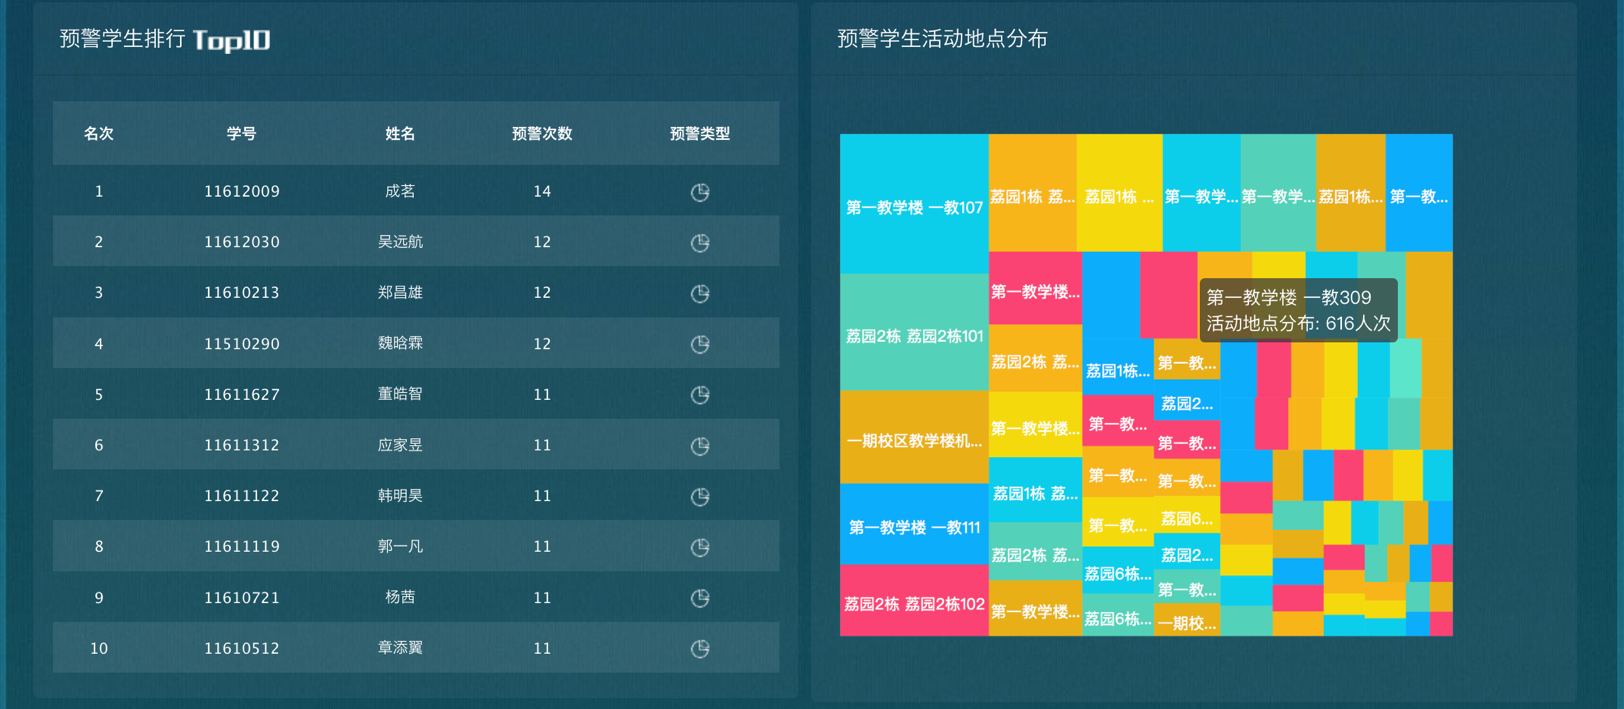 预警学生排行 Top10
名次 学号 姓名 预警次数 预警类型
1 11612009 成茗 14
2 11612030 吴远航 12
3 11610213 郑昌雄 12
4 11510290 魏晗霖 12
5 11611627 董皓智 11
6 11611312 应家昱 11
7 11611122 韩明昊 11
8 11611119 郭一凡 11
9 11610721 杨茜 11
10 11610512 章添翼 11
预警学生活动地点分布
第一教学楼 一教107
荔园2栋 荔园2栋101
一期校区教学楼机...
第一教学楼 一教111
荔园2栋 荔园2栋102
荔园1栋 荔...
荔园1栋 ...
第一教学...
第一教学...
荔园1栋...
第一教...
第一教学楼...
荔园2栋 荔...
第一教学楼...
荔园1栋 荔...
荔园2栋 荔...
第一教学楼...
荔园1栋...
第一教...
第一教...
第一教...
荔园6栋...
荔园6栋...
第一教...
荔园2...
第一教...
第一教...
荔园6...
荔园2...
第一教...
一期校...
第一教学楼 一教309
活动地点分布: 616人次